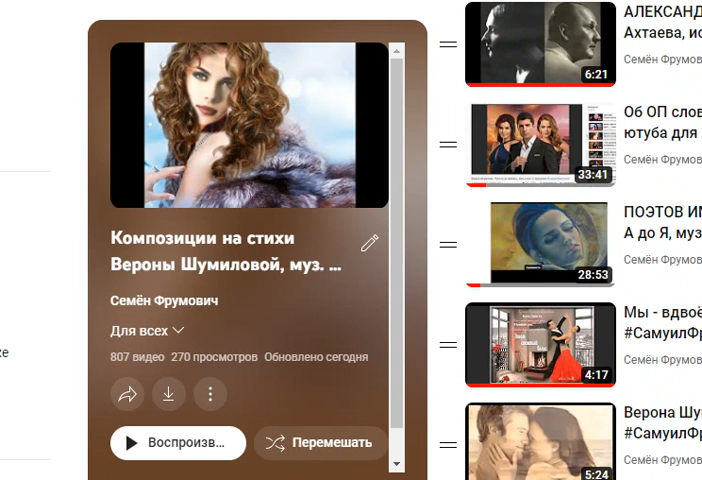 Композиции на стихи
Вероны Шумиловой, муз. ...
Семён Фрумович
Для всех
807 видео 270 просмотров Обновлено сегодня
Воспроизв...
Перемешать
АЛЕКСАНД
Ахтаева, ис
Семён Фрумов
6:21
Об ОП слов
ютуба для
Семён Фрумов
33:41
ПОЭТОВ ИМ
А до Я, муз
Семён Фрумов
28:53
Мы - вдвоё
#СамуилФр
Семён Фрумов
4:17
Верона Шу
#СамуилФр
Семён Фрумов
5:24